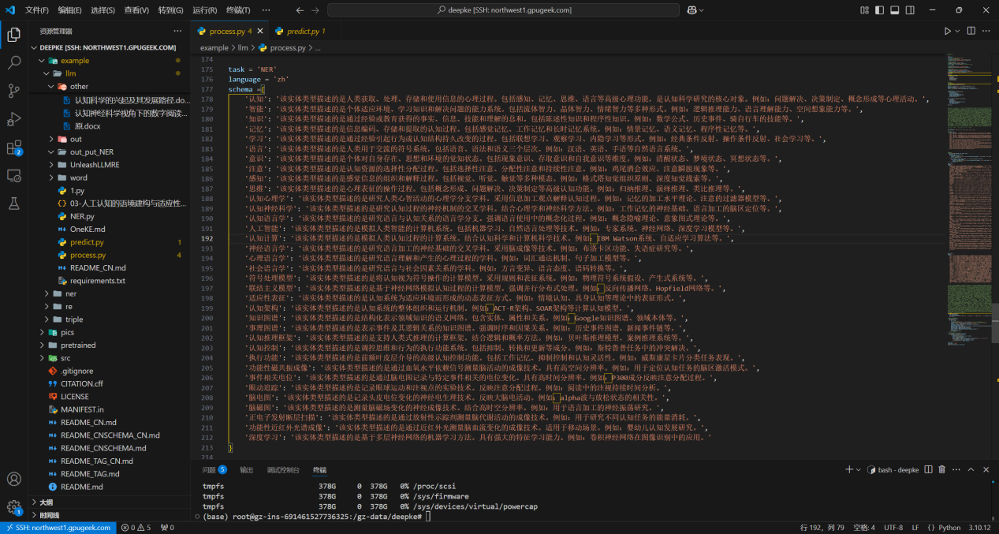 文件(F) 编辑(E) 选择(S) 查看(V) 转到(G) 运行(R) 终端(T) ··· deepke [SSH: northwest1.gpugeek.com]
资源管理器 ···
DEEPKE [SSH: NORTHWEST1.GPUGEEK.COM]
example
llm
other
认知科学的兴起及其发展路径.do...
认知神经科学视角下的数字阅读...
原.docx
out
out_put_NER
UnleashLLMRE
word
1.py
03-人工认知的语境建构与适应性...
NER.py
OneKE.md
predict.py 1
process.py 4
README_CN.md
requirements.txt
ner
re
triple
pics
pretrained
src
.gitignore
CITATION.cff
LICENSE
MANIFEST.in
README_CN.md
README_CNSCHEMA_CN.md
README_CNSCHEMA.md
README_TAG_CN.md
README_TAG.md
README.md
大纲
时间线
process.py 4 predict.py 1
example > llm > process.py > ...
174
175 task = 'NER'
176 language = 'zh'
177 schema ={
178 '认知': '该实体类型描述的是人类获取、处理、存储和使用信息的心理过程。包括感知、记忆、思维、语言等高级心理功能，是认知科学研究的核心对象。例如：问题解决、决策制定、概念形成等心理活动。',
179 '智能': '该实体类型描述的是个体适应环境、学习知识和解决问题的能力系统。包括流体智力、晶体智力、情绪智力等多种形式。例如：逻辑推理能力、语言理解能力、空间想象能力等。',
180 '知识': '该实体类型描述的是通过经验或教育获得的事实、信息、技能和理解的总和。包括陈述性知识和程序性知识。例如：数学公式、历史事件、骑自行车的技能等。',
181 '记忆': '该实体类型描述的是信息编码、存储和提取的认知过程。包括感觉记忆、工作记忆和长时记忆系统。例如：情景记忆、语义记忆、程序性记忆等。',
182 '学习': '该实体类型描述的是通过经验引起行为或认知结构持久改变的过程。包括联想学习、观察学习、内隐学习等形式。例如：经典条件反射、操作条件反射、社会学习等。',
183 '语言': '该实体类型描述的是人类用于交流的符号系统。包括语音、语法和语义三个层次。例如：汉语、英语、手语等自然语言系统。',
184 '意识': '该实体类型描述的是个体对自身存在、思想和环境的觉知状态。包括现象意识、存取意识和自我意识等维度。例如：清醒状态、梦境状态、冥想状态等。',
185 '注意': '该实体类型描述的是认知资源的选择性分配过程。包括选择性注意、分配性注意和持续性注意。例如：鸡尾酒会效应、注意瞬脱现象等。',
186 '感知': '该实体类型描述的是感觉信息的组织和解释过程。包括视觉、听觉、触觉等多种模态。例如：格式塔知觉组织原则、深度知觉线索等。',
187 '思维': '该实体类型描述的是心理表征的操作过程。包括概念形成、问题解决、决策制定等高级认知功能。例如：归纳推理、演绎推理、类比推理等。',
188 '认知心理学': '该实体类型描述的是研究人类心智活动的心理学分支学科。采用信息加工观点解释认知过程。例如：记忆的加工水平理论、注意的过滤器模型等。',
189 '认知神经科学': '该实体类型描述的是研究认知过程的神经机制的交叉学科。结合心理学和神经科学方法。例如：工作记忆的神经基础、语言加工的脑区定位等。',
190 '认知语言学': '该实体类型描述的是研究语言与认知关系的语言学分支。强调语言使用中的概念化过程。例如：概念隐喻理论、意象图式理论等。',
191 '人工智能': '该实体类型描述的是模拟人类智能的计算机系统。包括机器学习、自然语言处理等技术。例如：专家系统、神经网络、深度学习模型等。',
192 '认知计算': '该实体类型描述的是模拟人类认知过程的计算系统。结合认知科学和计算机科学技术。例如：IBM Watson系统、自适应学习算法等。',
193 '神经语言学': '该实体类型描述的是研究语言加工的神经基础的交叉学科。采用脑成像等技术。例如：布洛卡区功能、失语症研究等。',
194 '心理语言学': '该实体类型描述的是研究语言理解和产生的心理过程的学科。例如：词汇通达机制、句子加工模型等。',
195 '社会语言学': '该实体类型描述的是研究语言与社会因素关系的学科。例如：方言变异、语言态度、语码转换等。',
196 '符号处理模型': '该实体类型描述的是将认知视为符号操作的计算模型。采用规则和表征系统。例如：物理符号系统假设、产生式系统等。',
197 '联结主义模型': '该实体类型描述的是基于神经网络模拟认知过程的计算模型。强调并行分布式处理。例如：反向传播网络、Hopfield网络等。',
198 '适应性表征': '该实体类型描述的是认知系统为适应环境而形成的动态表征方式。例如：情境认知、具身认知等理论中的表征形式。',
199 '认知架构': '该实体类型描述的是认知系统的整体组织和运行机制。例如：ACT-R架构、SOAR架构等计算认知模型。',
200 '知识图谱': '该实体类型描述的是结构化表示领域知识的语义网络。包含实体、属性和关系。例如：Google知识图谱、领域本体等。',
201 '事理图谱': '该实体类型描述的是表示事件及其逻辑关系的知识图谱。强调时序和因果关系。例如：历史事件图谱、新闻事件链等。',
202 '认知推理框架': '该实体类型描述的是支持人类式推理的计算框架。结合逻辑和概率方法。例如：贝叶斯推理模型、案例推理系统等。',
203 '认知控制': '该实体类型描述的是调控思维和行为的执行功能系统。包括抑制、转换和更新等成分。例如：斯特鲁普任务中的冲突解决。',
204 '执行功能': '该实体类型描述的是前额叶皮层介导的高级认知控制功能。包括工作记忆、抑制控制和认知灵活性。例如：威斯康星卡片分类任务表现。',
205 '功能性磁共振成像': '该实体类型描述的是通过血氧水平依赖信号测量脑活动的成像技术。具有高空间分辨率。例如：用于定位认知任务的脑区激活模式。',
206 '事件相关电位': '该实体类型描述的是通过脑电图记录与特定事件相关的电位变化。具有高时间分辨率。例如：P300成分反映注意分配过程。',
207 '眼动追踪': '该实体类型描述的是记录眼球运动和注视点的实验技术。反映注意分配过程。例如：阅读中的注视持续时间分析。',
208 '脑电图': '该实体类型描述的是记录头皮电位变化的神经电生理技术。反映大脑电活动。例如：alpha波与放松状态的相关性。',
209 '脑磁图': '该实体类型描述的是测量脑磁场变化的神经成像技术。结合高时空分辨率。例如：用于语言加工的神经振荡研究。',
210 '正电子发射断层扫描': '该实体类型描述的是通过放射性示踪剂测量脑代谢活动的成像技术。例如：用于研究不同认知任务的能量消耗。',
211 '功能性近红外光谱成像': '该实体类型描述的是通过近红外光测量脑血流变化的成像技术。适用于移动场景。例如：婴幼儿认知发展研究。',
212 '深度学习': '该实体类型描述的是基于多层神经网络的机器学习方法。具有强大的特征学习能力。例如：卷积神经网络在图像识别中的应用。'
213 }
214
问题 5 输出 调试控制台 终端 bash - deepke
tmpfs 378G 0 378G 0% /proc/scsi
tmpfs 378G 0 378G 0% /sys/firmware
tmpfs 378G 0 378G 0% /sys/devices/virtual/powercap
(base) root@gz-ins-691461527736325:/gz-data/deepke#
SSH: northwest1.gpugeek.com 0 5 0 行 192，列 79 空格: 4 UTF-8 LF {} Python 3.10.12